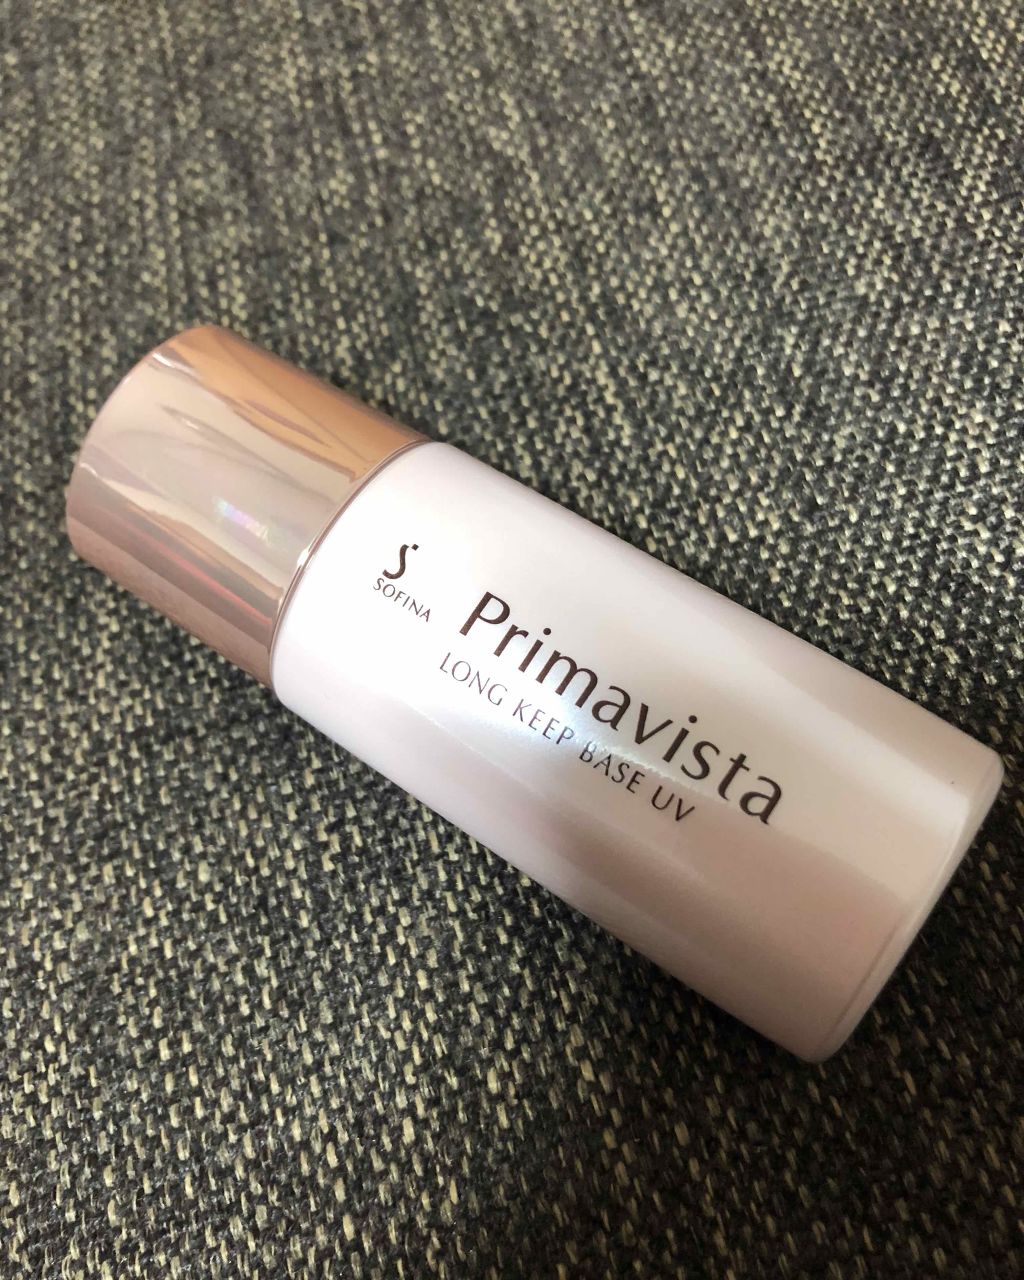 S
SOFINA
Primavista
LONG KEEP BASE UV